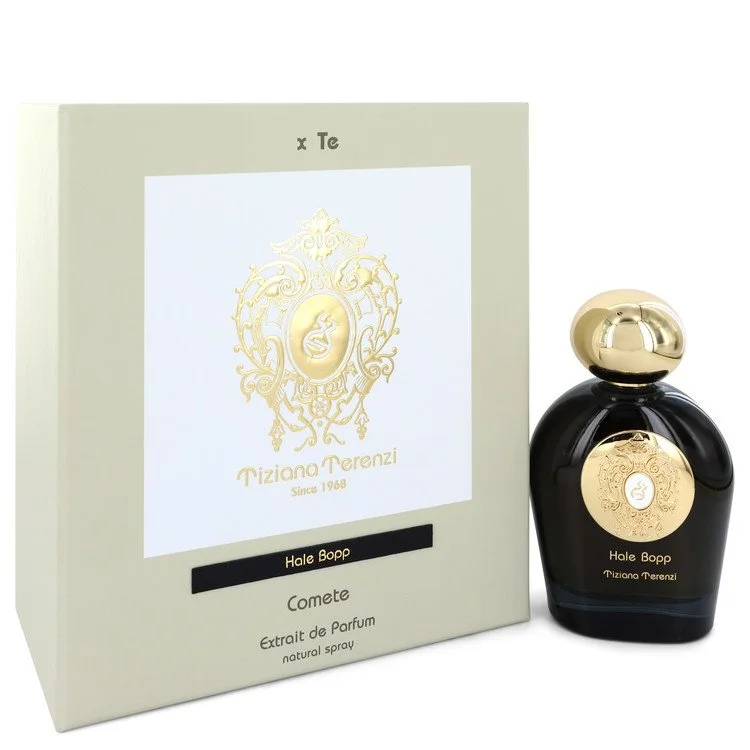 x Te
Tiziana Terenzi
Since 1968
Hale Bopp
Comete
Extrait de Parfum
natural spray
Hale Bopp
Tiziana Terenzi